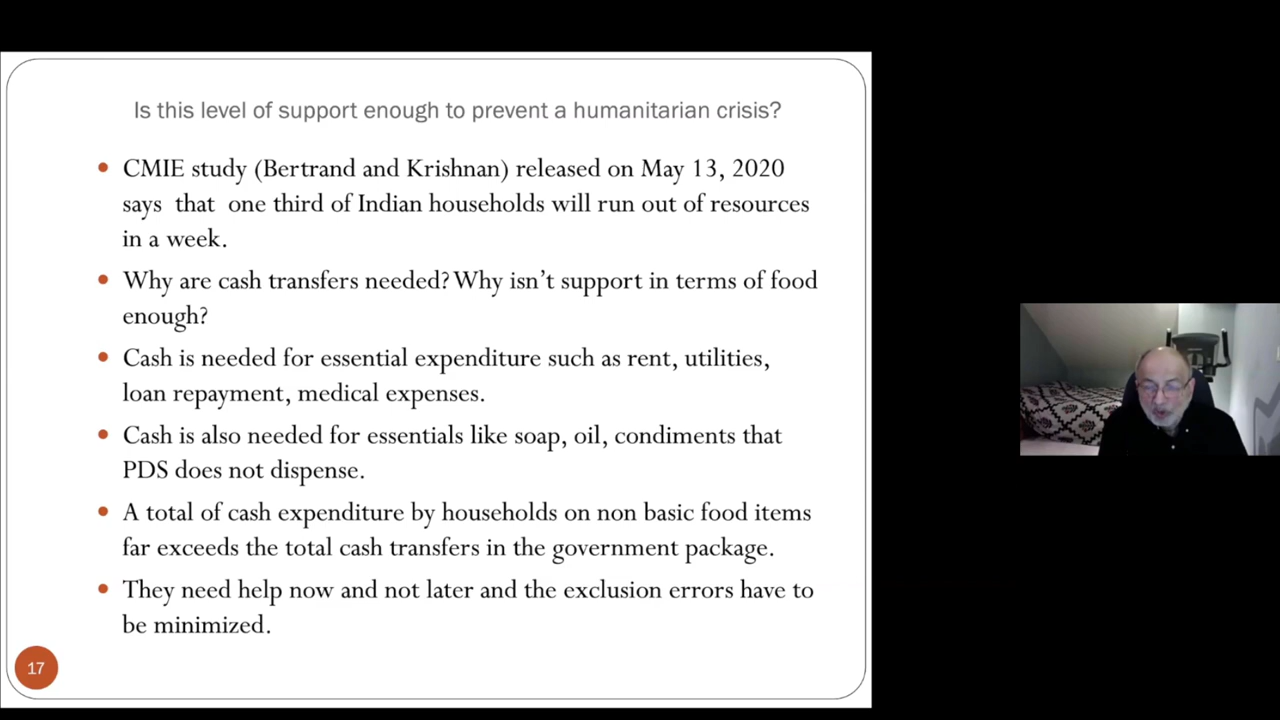 Is this level of support enough to prevent a humanitarian crisis?
• CMIE study (Bertrand and Krishnan) released on May 13, 2020
says that one third of Indian households will run out of resources
in a week.
• Why are cash transfers needed? Why isn't support in terms of food
enough?
• Cash is needed for essential expenditure such as rent, utilities,
loan repayment, medical expenses.
• Cash is also needed for essentials like soap, oil, condiments that
PDS does not dispense.
• A total of cash expenditure by households on non basic food items
far exceeds the total cash transfers in the government package.
• They need help now and not later and the exclusion errors have to
be minimized.
17